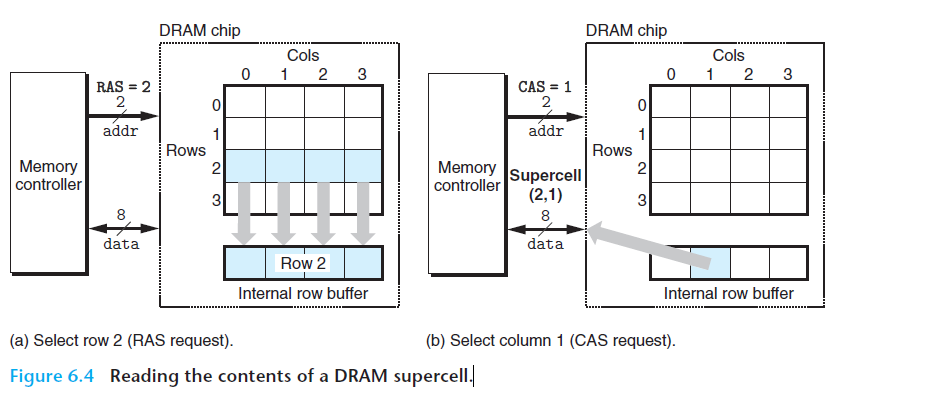 DRAM chip
Cols
0 1 2 3
RAS = 2
2
addr
Rows
0
1
2
3
Memory
controller
8
data
Row 2
Internal row buffer
(a) Select row 2 (RAS request).
DRAM chip
Cols
0 1 2 3
CAS = 1
2
addr
Rows
0
1
2
3
Memory
controller
Supercell
(2,1)
8
data
Internal row buffer
(b) Select column 1 (CAS request).
Figure 6.4 Reading the contents of a DRAM supercell.